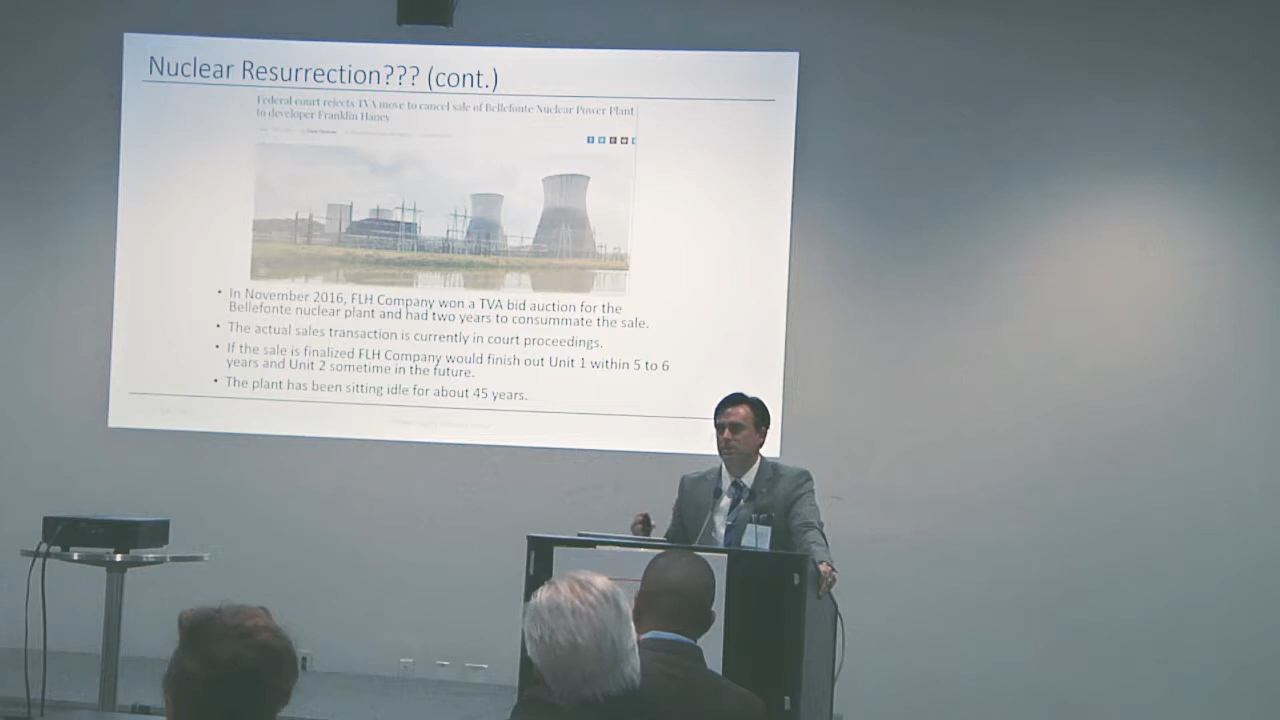 Nuclear Resurrection??? (cont.)
Federal court rejects TVA move to cancel sale of Bellefonte Nuclear Power Plant
to developer Franklin Haney
• In November 2016, FLH Company won a TVA bid auction for the
Bellefonte nuclear plant and had two years to consummate the sale.
• The actual sales transaction is currently in court proceedings.
• If the sale is finalized FLH Company would finish out Unit 1 within 5 to 6
years and Unit 2 sometime in the future.
• The plant has been sitting idle for about 45 years.